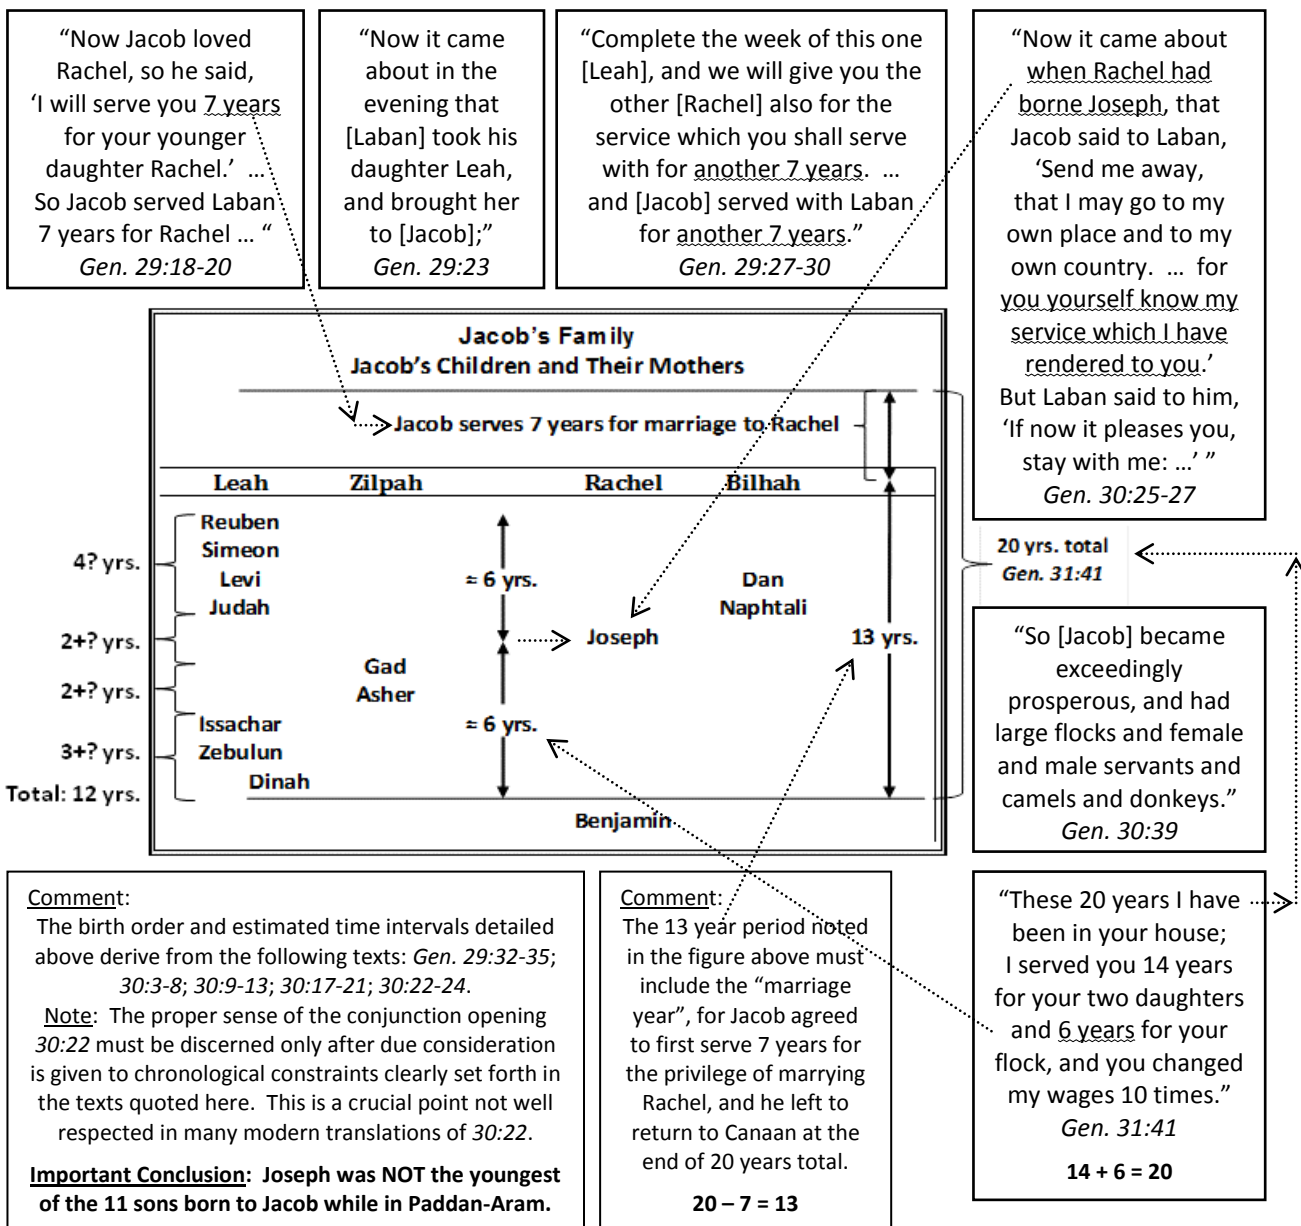 “Now Jacob loved
Rachel, so he said,
‘I will serve you 7 years
for your younger
daughter Rachel.’ …
So Jacob served Laban
7 years for Rachel … “
Gen. 29:18-20
“Now it came
about in the
evening that
[Laban] took his
daughter Leah,
and brought her
to [Jacob];”
Gen. 29:23
“Complete the week of this one
[Leah], and we will give you the
other [Rachel] also for the
service which you shall serve
with for another 7 years. …
and [Jacob] served with Laban
for another 7 years.”
Gen. 29:27-30
“Now it came about
when Rachel had
borne Joseph, that
Jacob said to Laban,
‘Send me away,
that I may go to my
own place and to my
own country. … for
you yourself know my
service which I have
rendered to you.’
But Laban said to him,
‘If now it pleases you,
stay with me: …’ ”
Gen. 30:25-27
Jacob’s Family
Jacob’s Children and Their Mothers
Jacob serves 7 years for marriage to Rachel
Leah Zilpah Rachel Bilhah
Reuben
Simeon
4? yrs. Levi ≈ 6 yrs. Dan
Judah Naphtali
2+? yrs. Joseph 13 yrs.
Gad
2+? yrs. Asher
Issachar ≈ 6 yrs.
3+? yrs. Zebulun
Dinah
Total: 12 yrs.
Benjamin
20 yrs. total
Gen. 31:41
“So [Jacob] became
exceedingly
prosperous, and had
large flocks and female
and male servants and
camels and donkeys.”
Gen. 30:39
Comment:
The birth order and estimated time intervals detailed
above derive from the following texts: Gen. 29:32-35;
30:3-8; 30:9-13; 30:17-21; 30:22-24.
Note: The proper sense of the conjunction opening
30:22 must be discerned only after due consideration
is given to chronological constraints clearly set forth in
the texts quoted here. This is a crucial point not well
respected in many modern translations of 30:22.
Important Conclusion: Joseph was NOT the youngest
of the 11 sons born to Jacob while in Paddan-Aram.
Comment:
The 13 year period noted
in the figure above must
include the “marriage
year”, for Jacob agreed
to first serve 7 years for
the privilege of marrying
Rachel, and he left to
return to Canaan at the
end of 20 years total.
20 – 7 = 13
“These 20 years I have
been in your house;
I served you 14 years
for your two daughters
and 6 years for your
flock, and you changed
my wages 10 times.”
Gen. 31:41
14 + 6 = 20